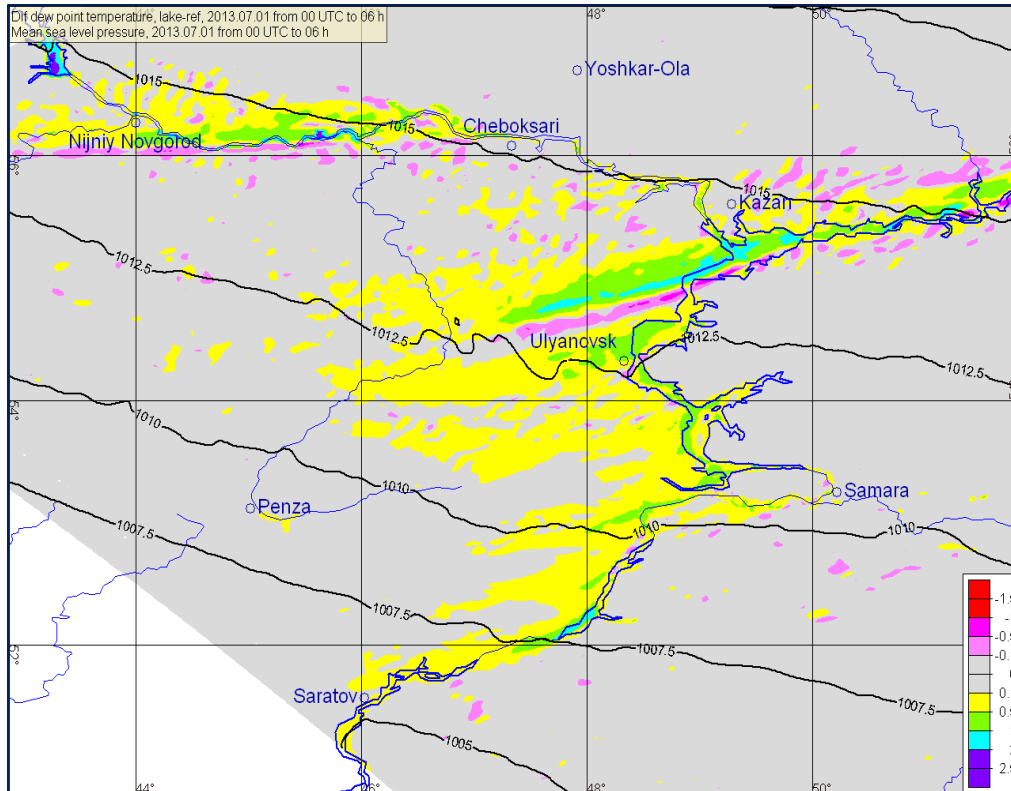 Dif dew point temperature, lake-ref, 2013.07.01 from 00 UTC to 06 h
Mean sea level pressure, 2013.07.01 from 00 UTC to 06 h
48°
50°
Yoshkar-Ola
1015
Nijniy Novgorod
Cheboksari
1015
56°
1015
Kazan
1012.5
1012.5
Ulyanovsk
1012.5
1012.5
54°
1010
1010
Samara
Penza
1010
1010
1007.5
1007.5
52°
1007.5
1007.5
Saratov
1005
44°
48
50